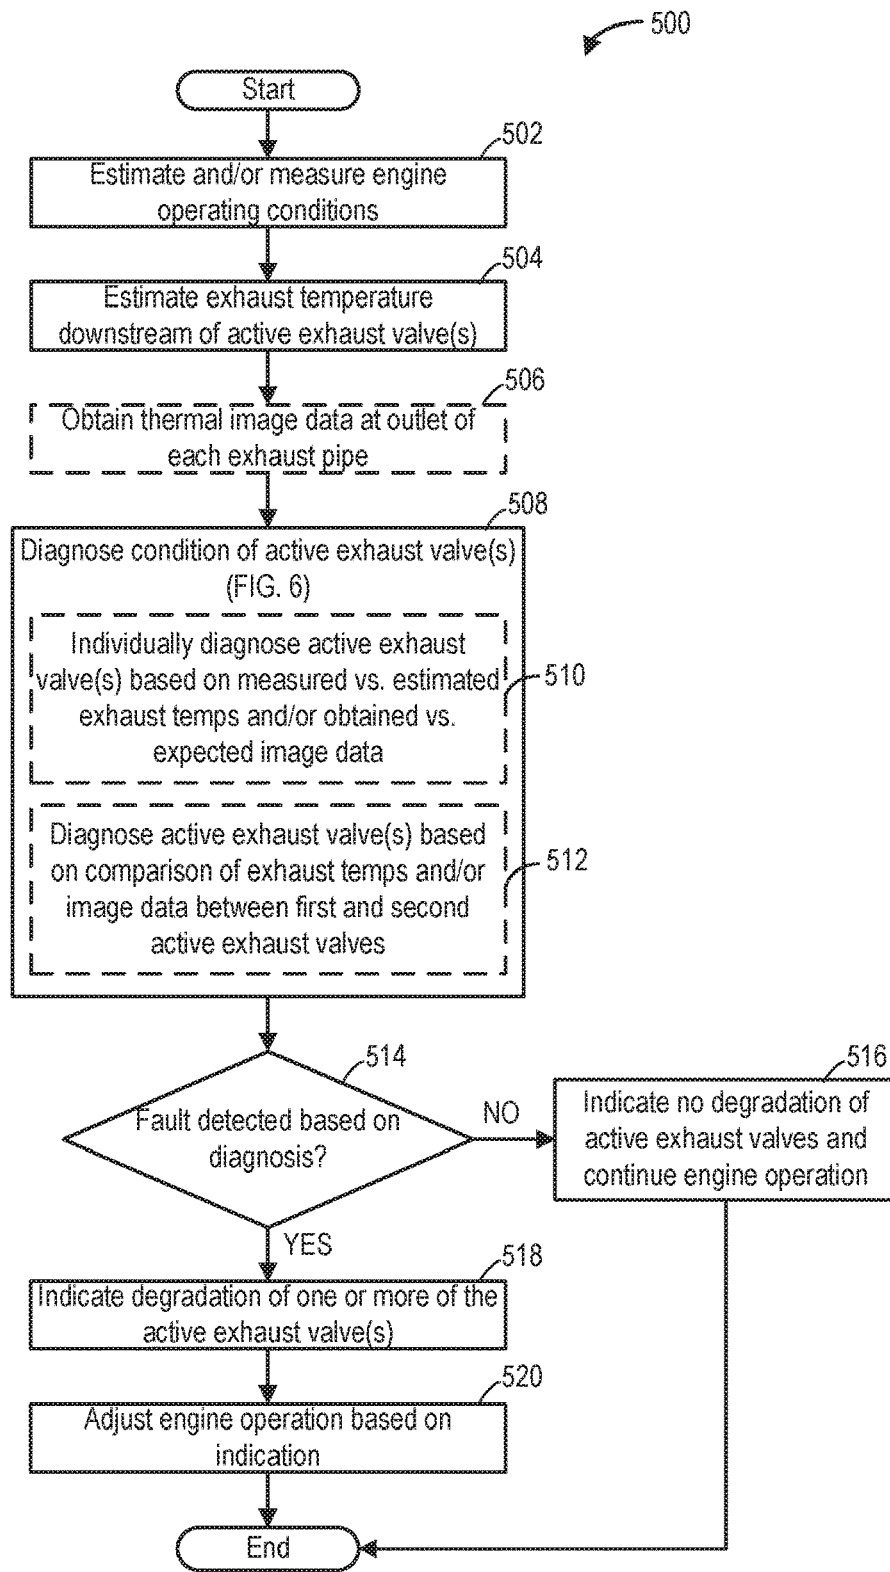 500
Start
502
Estimate and/or measure engine
operating conditions
504
Estimate exhaust temperature
downstream of active exhaust valve(s)
506
Obtain thermal image data at outlet of
each exhaust pipe
508
Diagnose condition of active exhaust valve(s)
(FIG. 6)
Individually diagnose active exhaust
valve(s) based on measured vs. estimated
exhaust temps and/or obtained vs.
expected image data
510
Diagnose active exhaust valve(s) based
on comparison of exhaust temps and/or
image data between first and second
active exhaust valves
512
514
Fault detected based on
diagnosis?
NO
516
Indicate no degradation of
active exhaust valves and
continue engine operation
YES
518
Indicate degradation of one or more of the
active exhaust valve(s)
520
Adjust engine operation based on
indication
End